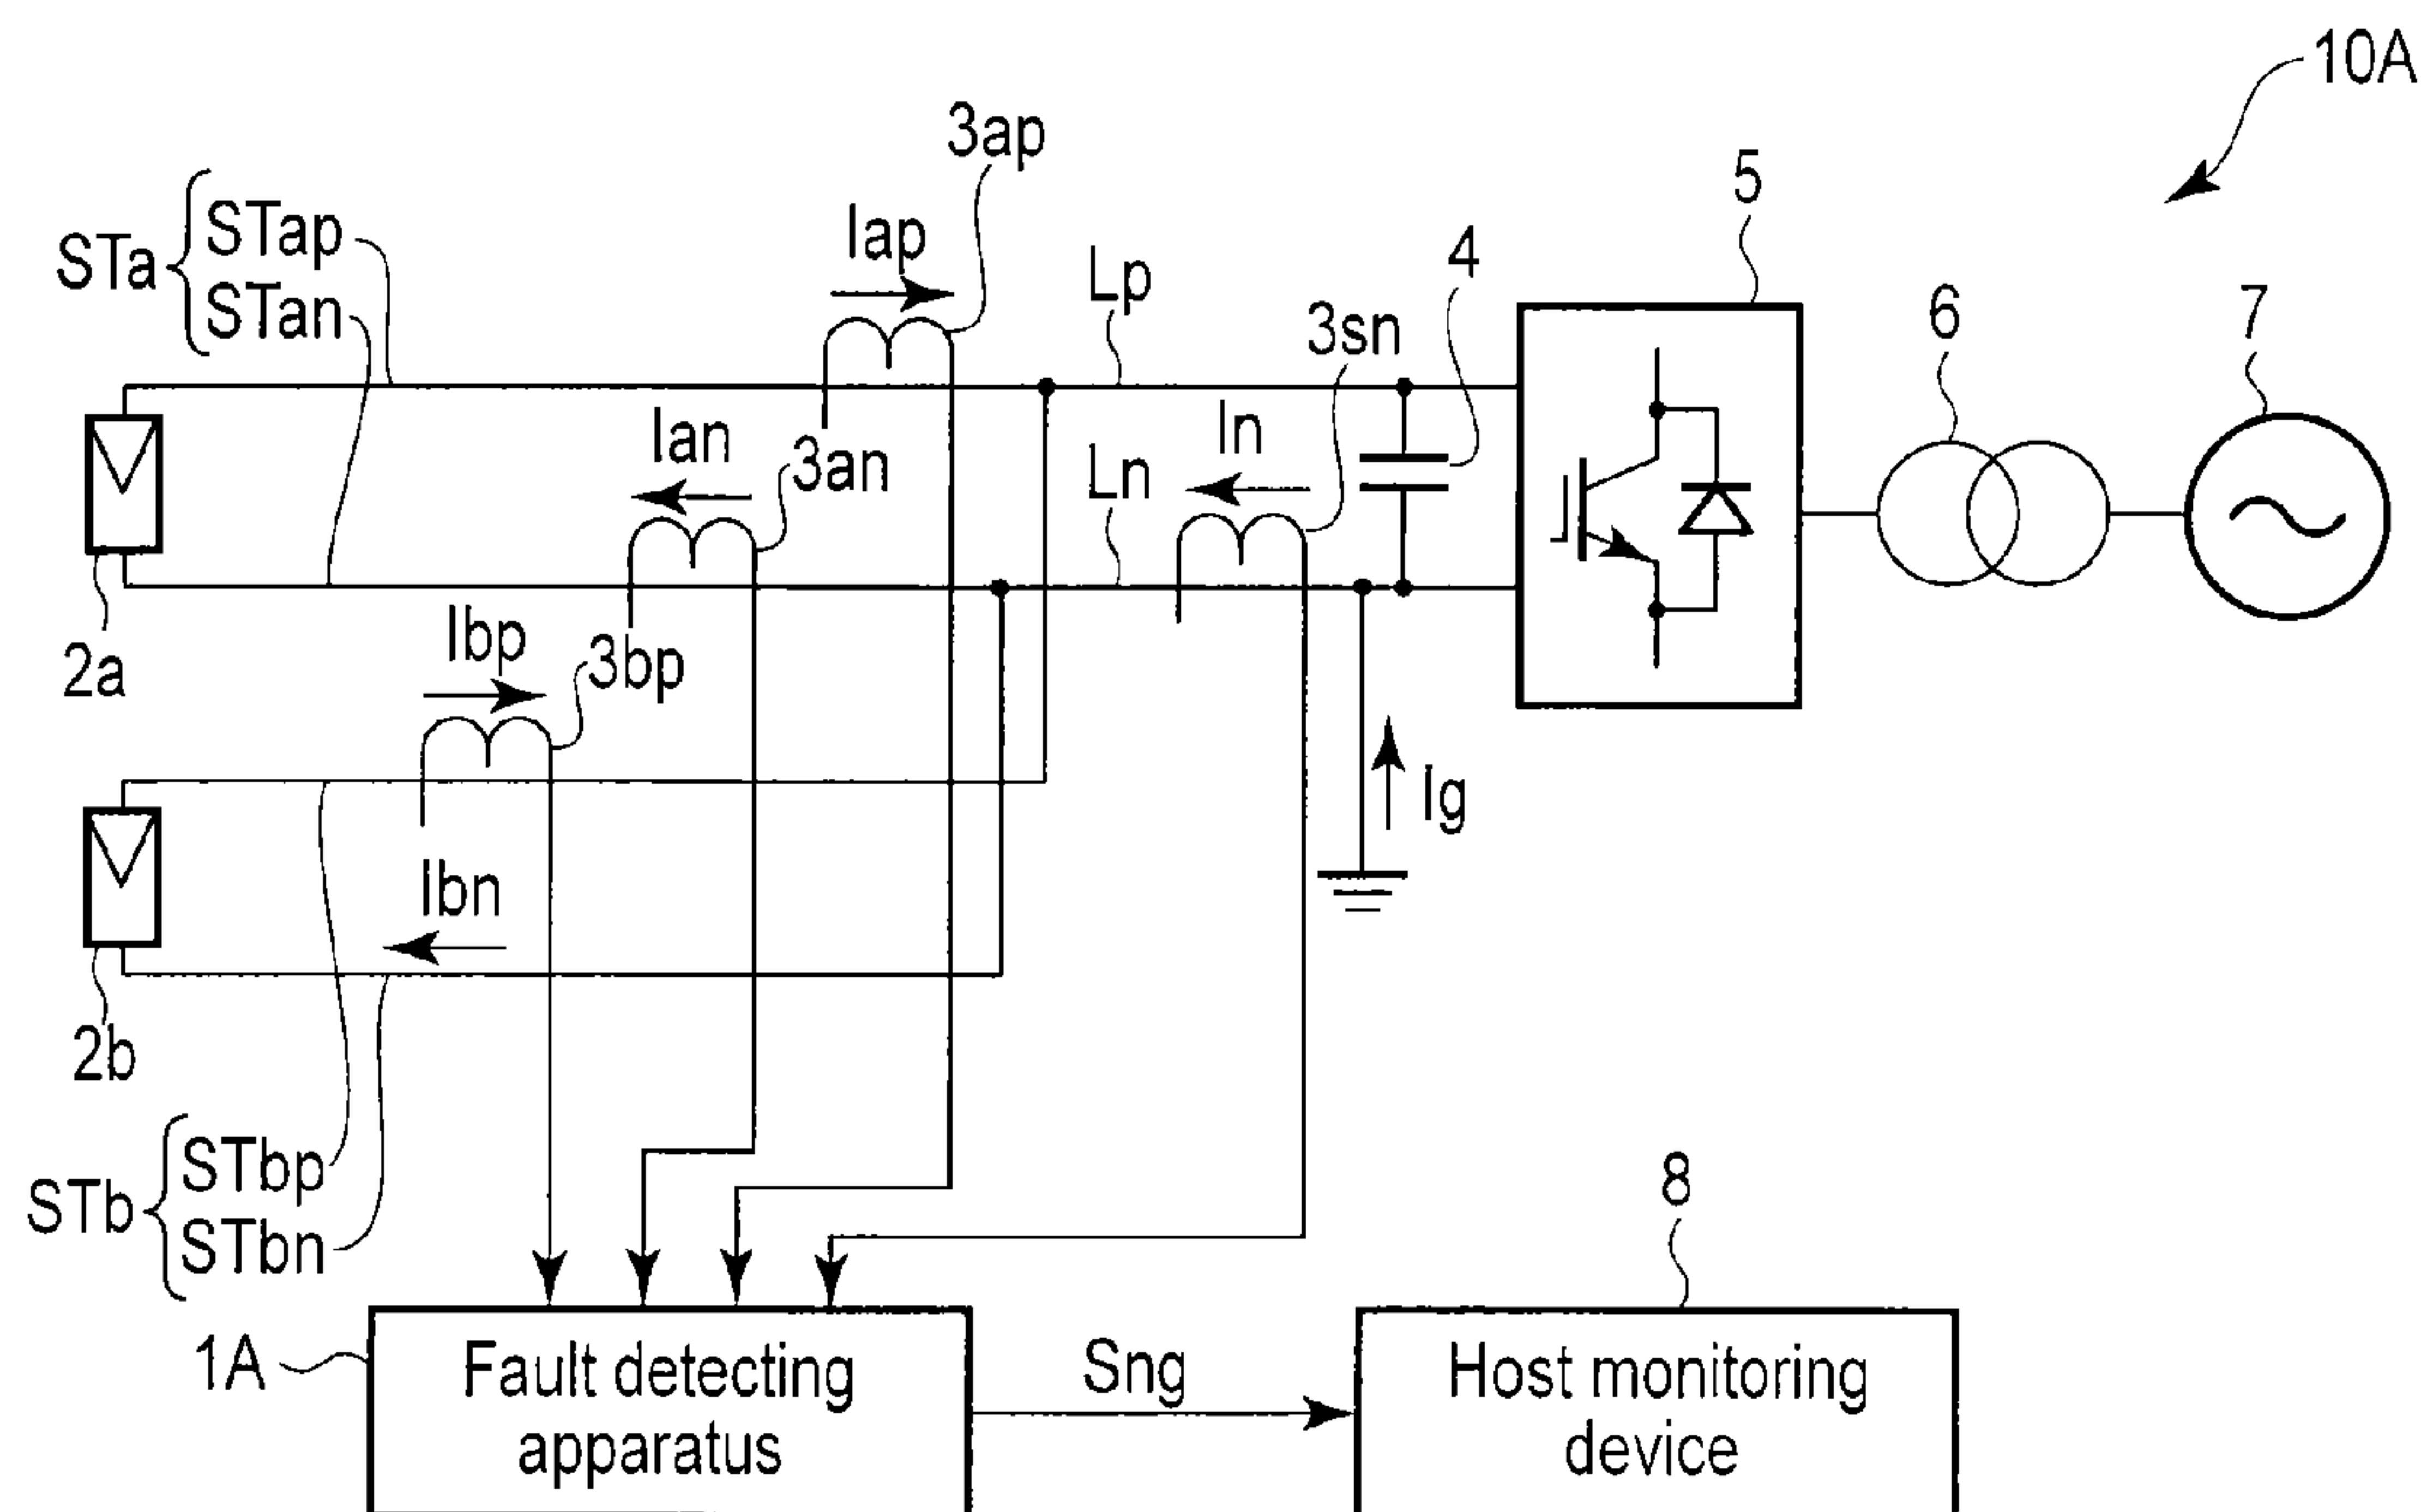 10A
3ap
5
STa
STap
STan
Iap
Lp
4
3sn
6
7
Ian
3an
Ln
In
2a
Ibp
3bp
Ig
Ibn
2b
STb
STbp
STbn
8
1A
Fault detecting
apparatus
Sng
Host monitoring
device